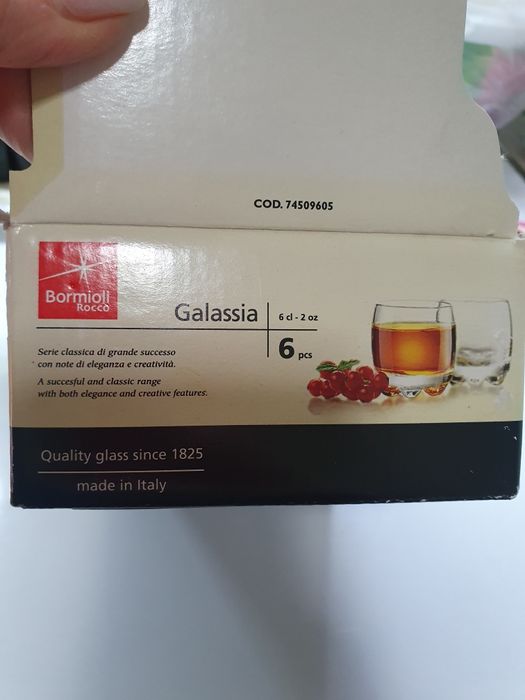 COD. 74509605
Bormioli
Rocco
Galassia
6 cl - 2 oz
6 pcs
Serie classica di grande successo
con note di eleganza e creatività.
A succesful and classic range
with both elegance and creative features.
Quality glass since 1825
made in Italy